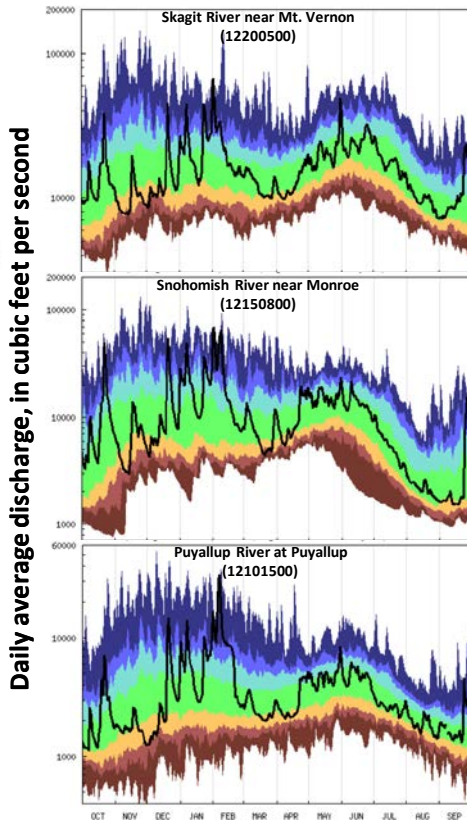 Daily average discharge, in cubic feet per second
200000
Skagit River near Mt. Vernon
(12200500)
100000
10000
200000
Snohomish River near Monroe
(12150800)
100000
10000
1000
60000
Puyallup River at Puyallup
(12101500)
10000
1000
OCT NOV DEC JAN FEB MAR APR MAY JUN JUL AUG SEP